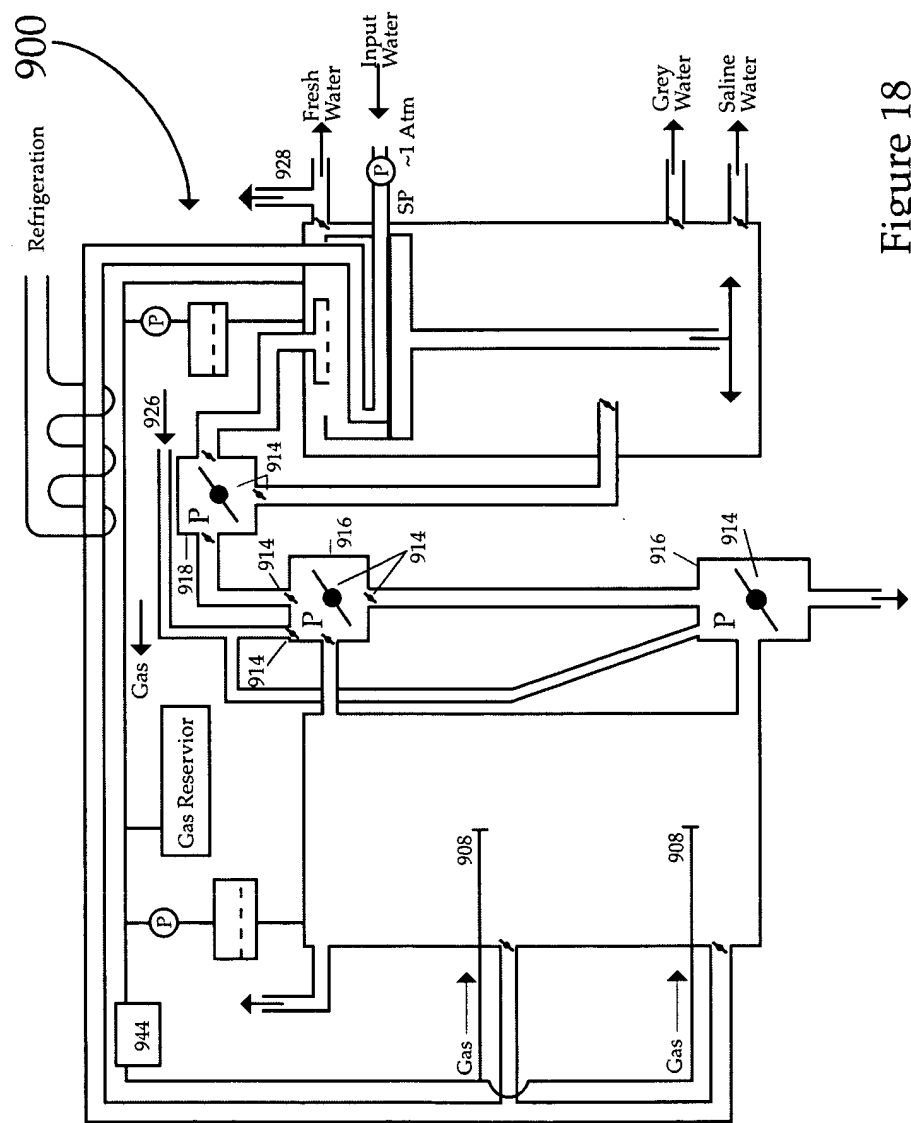 Refrigeration
900
944
Gas
926
P
P
Gas Reservior
918
P
914
914
914
928
Fresh
Water
P
916
Input
Water
P
SP
~1 Atm
914
Gas
908
916
Grey
Water
Gas
908
P
914
Saline
Water
Figure 18